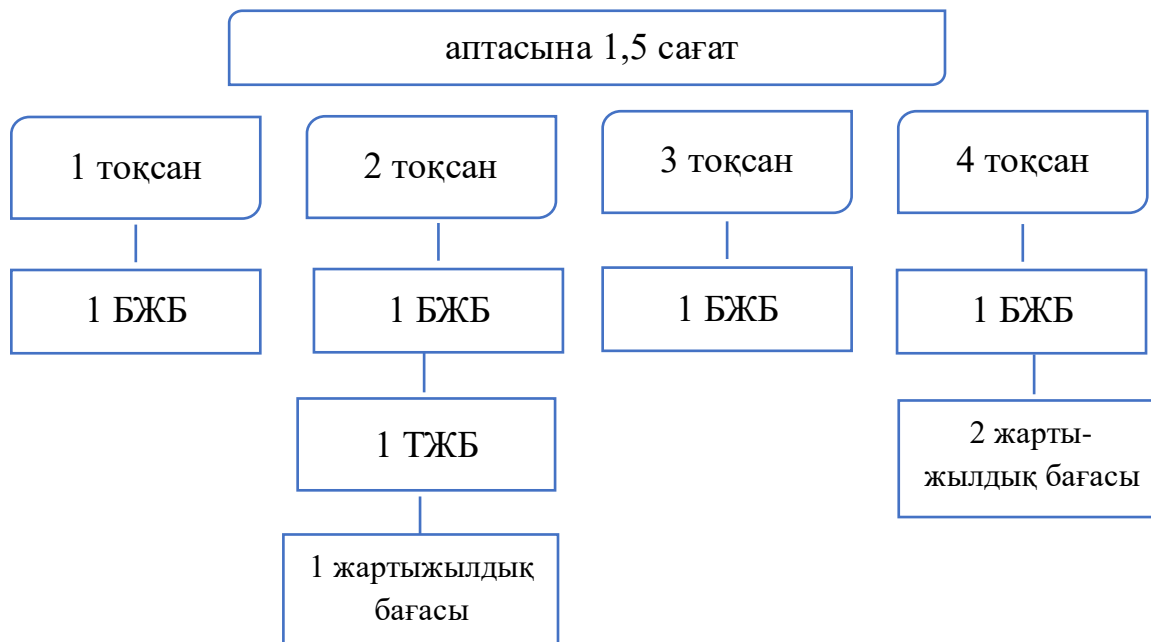 аптасына 1,5 сағат
1 тоқсан
2 тоқсан
3 тоқсан
4 тоқсан
1 БЖБ
1 БЖБ
1 БЖБ
1 БЖБ
1 ТЖБ
2 жарты-
жылдық бағасы
1 жартыжылдық
бағасы